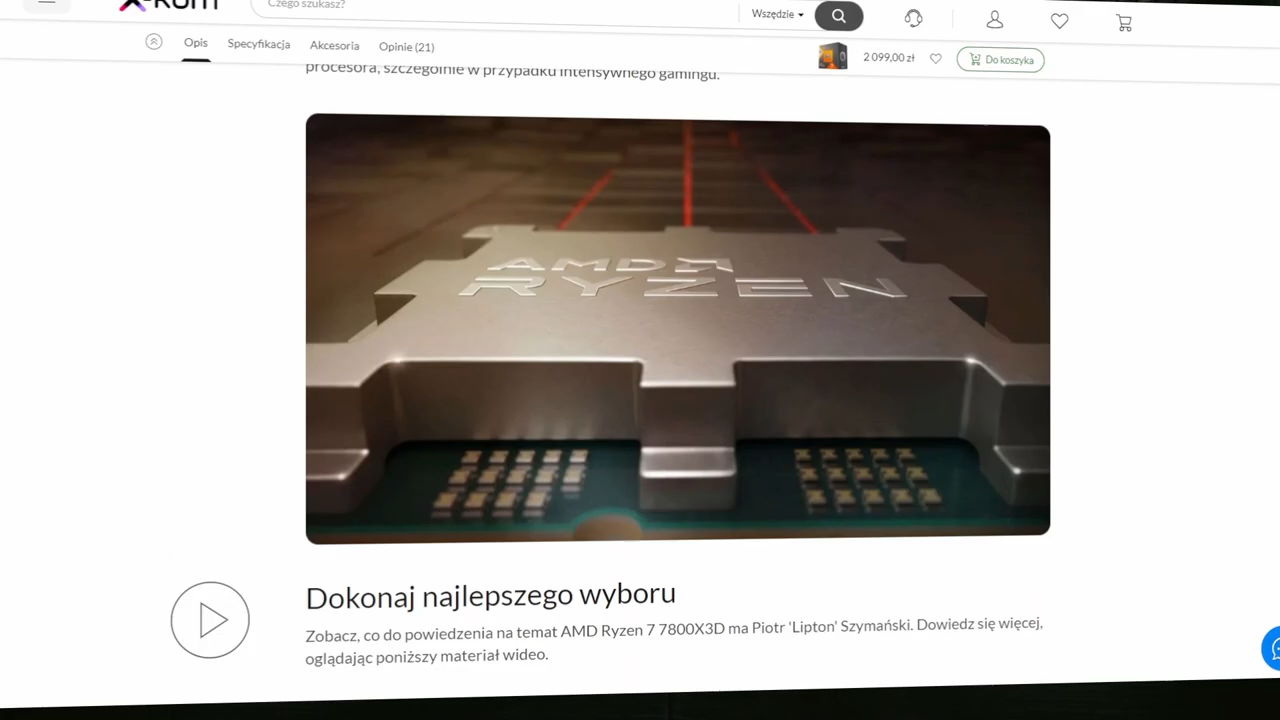 x-kom
Czego szukasz?
Wszędzie
Opis
Specyfikacja
Akcesoria
Opinie (21)
2 099,00 zł
Do koszyka
procesora, szczególnie w przypadku intensywnego gamingu.
AMD
RYZEN
Dokonaj najlepszego wyboru
Zobacz, co do powiedzenia na temat AMD Ryzen 7 7800X3D ma Piotr 'Lipton' Szymański. Dowiedz się więcej,
oglądając poniższy materiał wideo.